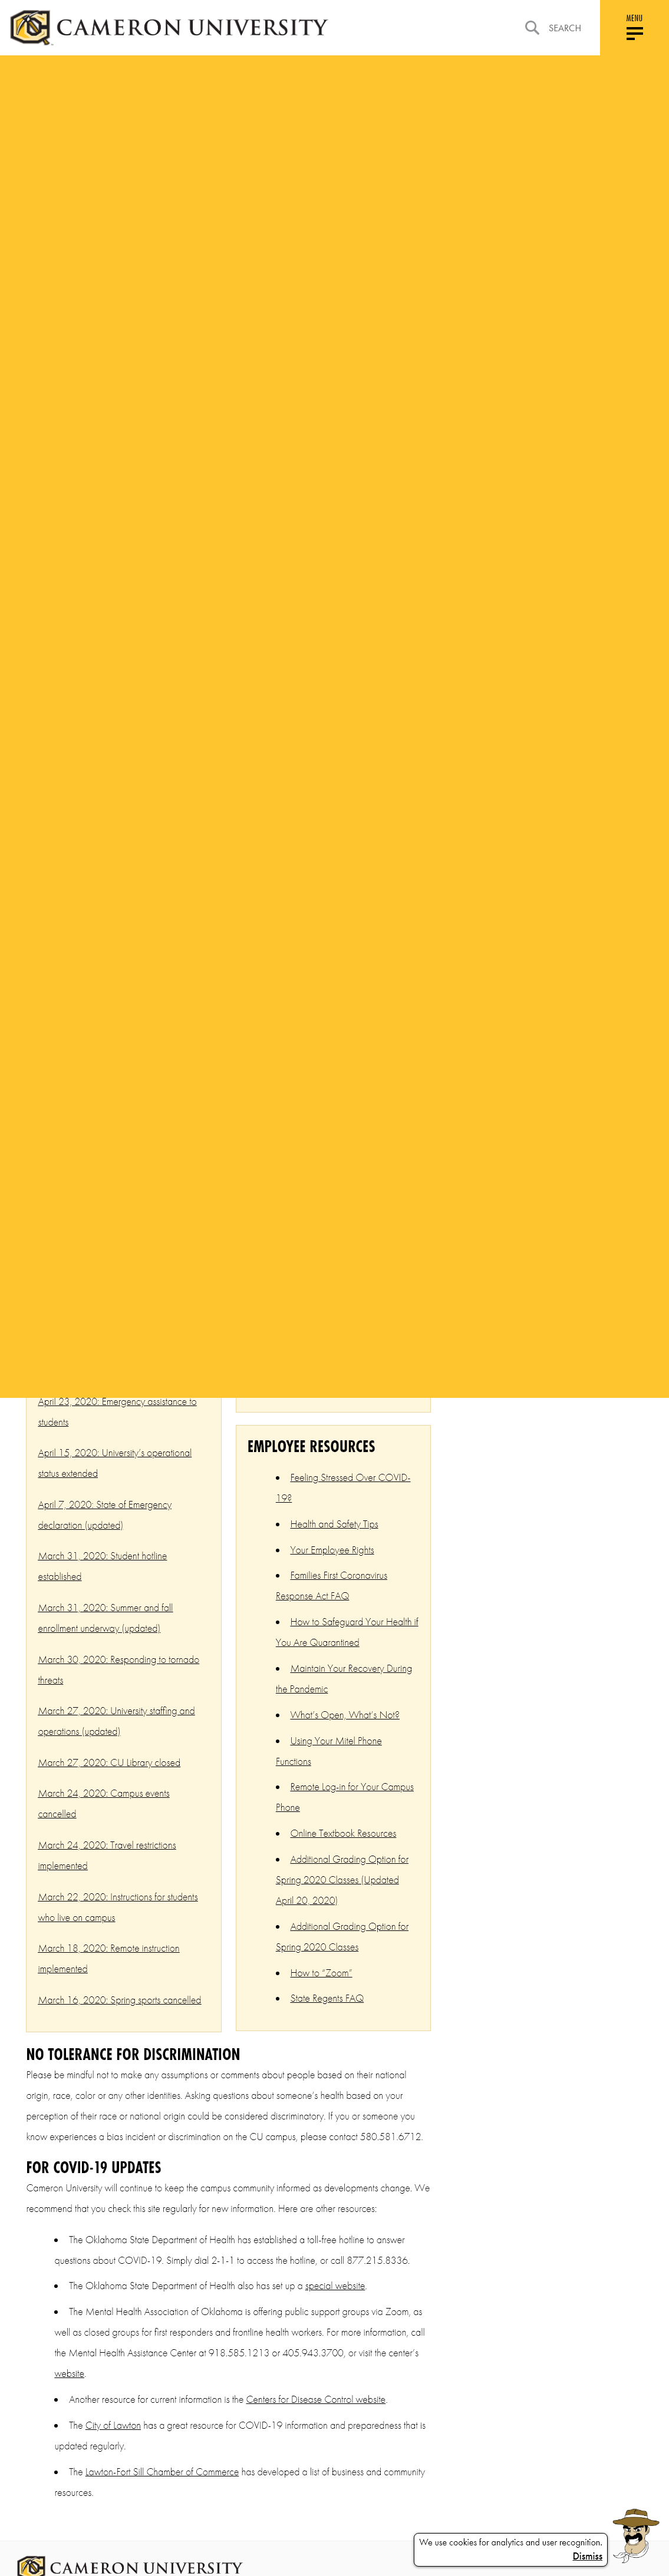 CAMERON UNIVERSITY
SEARCH
MENU
April 23, 2020: Emergency assistance to
students
April 15, 2020: University's operational
status extended
April 7, 2020: State of Emergency
declaration (updated)
March 31, 2020: Student hotline
established
March 31, 2020: Summer and fall
enrollment underway (updated)
March 30, 2020: Responding to tornado
threats
March 27, 2020: University staffing and
operations (updated)
March 27, 2020: CU Library closed
March 24, 2020: Campus events
cancelled
March 24, 2020: Travel restrictions
implemented
March 22, 2020: Instructions for students
who live on campus
March 18, 2020: Remote instruction
implemented
March 16, 2020: Spring sports cancelled
EMPLOYEE RESOURCES
Feeling Stressed Over COVID-
19?
Health and Safety Tips
Your Employee Rights
Families First Coronavirus
Response Act FAQ
How to Safeguard Your Health if
You Are Quarantined
Maintain Your Recovery During
the Pandemic
What's Open, What's Not?
Using Your Mitel Phone
Functions
Remote Log-in for Your Campus
Phone
Online Textbook Resources
Additional Grading Option for
Spring 2020 Classes (Updated
April 20, 2020)
Additional Grading Option for
Spring 2020 Classes
How to "Zoom"
State Regents FAQ
NO TOLERANCE FOR DISCRIMINATION
Please be mindful not to make any assumptions or comments about people based on their national
origin, race, color or any other identities. Asking questions about someone's health based on your
perception of their race or national origin could be considered discriminatory. If you or someone you
know experiences a bias incident or discrimination on the CU campus, please contact 580.581.6712.
FOR COVID-19 UPDATES
Cameron University will continue to keep the campus community informed as developments change. We
recommend that you check this site regularly for new information. Here are other resources:
The Oklahoma State Department of Health has established a toll-free hotline to answer
questions about COVID-19. Simply dial 2-1-1 to access the hotline, or call 877.215.8336.
The Oklahoma State Department of Health also has set up a special website.
The Mental Health Association of Oklahoma is offering public support groups via Zoom, as
well as closed groups for first responders and frontline health workers. For more information, call
the Mental Health Assistance Center at 918.585.1213 or 405.943.3700, or visit the center's
website.
Another resource for current information is the Centers for Disease Control website.
The City of Lawton has a great resource for COVID-19 information and preparedness that is
updated regularly.
The Lawton-Fort Sill Chamber of Commerce has developed a list of business and community
resources.
We use cookies for analytics and user recognition.
Dismiss
CAMERON UNIVERSITY